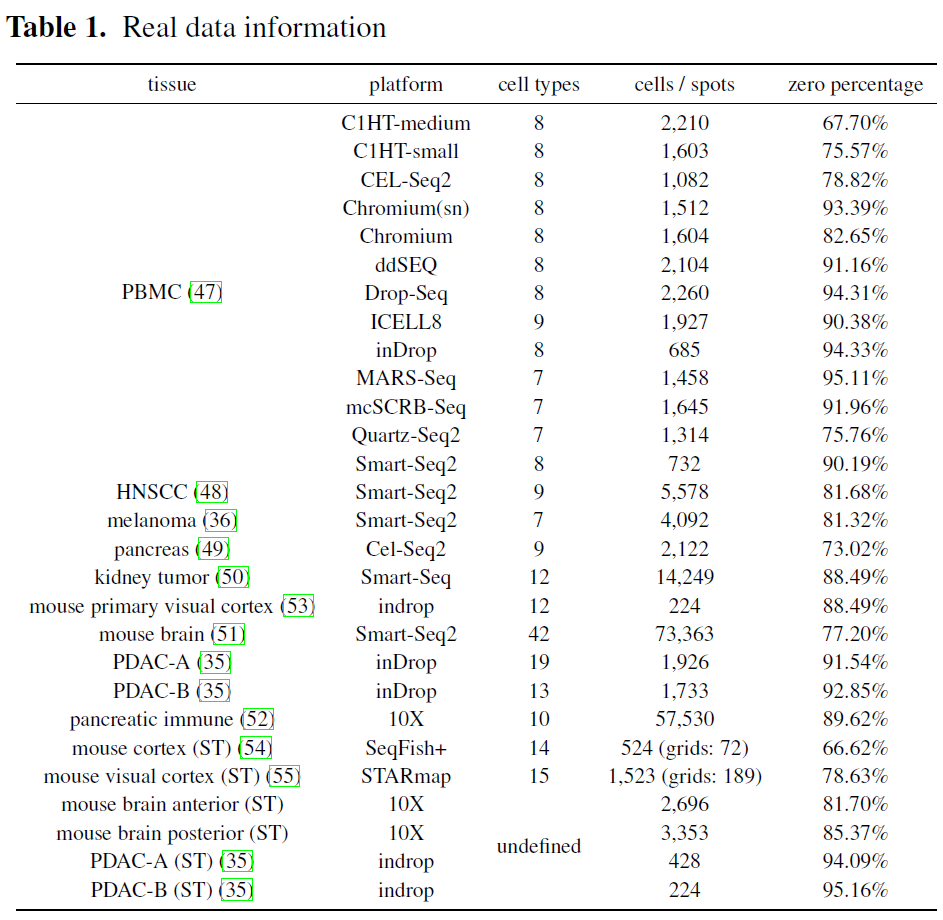 Table 1. Real data information
tissue platform cell types cells / spots zero percentage
C1HT-medium 8 2,210 67.70%
C1HT-small 8 1,603 75.57%
CEL-Seq2 8 1,082 78.82%
Chromium(sn) 8 1,512 93.39%
Chromium 8 1,604 82.65%
ddSEQ 8 2,104 91.16%
PBMC (47) Drop-Seq 8 2,260 94.31%
ICELL8 9 1,927 90.38%
inDrop 8 685 94.33%
MARS-Seq 7 1,458 95.11%
mcSCRB-Seq 7 1,645 91.96%
Quartz-Seq2 7 1,314 75.76%
Smart-Seq2 8 732 90.19%
HNSCC (48) Smart-Seq2 9 5,578 81.68%
melanoma (36) Smart-Seq2 7 4,092 81.32%
pancreas (49) Cel-Seq2 9 2,122 73.02%
kidney tumor (50) Smart-Seq 12 14,249 88.49%
mouse primary visual cortex (53) indrop 12 224 88.49%
mouse brain (51) Smart-Seq2 42 73,363 77.20%
PDAC-A (35) inDrop 19 1,926 91.54%
PDAC-B (35) inDrop 13 1,733 92.85%
pancreatic immune (52) 10X 10 57,530 89.62%
mouse cortex (ST) (54) SeqFish+ 14 524 (grids: 72) 66.62%
mouse visual cortex (ST) (55) STARmap 15 1,523 (grids: 189) 78.63%
mouse brain anterior (ST) 10X 2,696 81.70%
mouse brain posterior (ST) 10X 3,353 85.37%
undefined
PDAC-A (ST) (35) indrop 428 94.09%
PDAC-B (ST) (35) indrop 224 95.16%